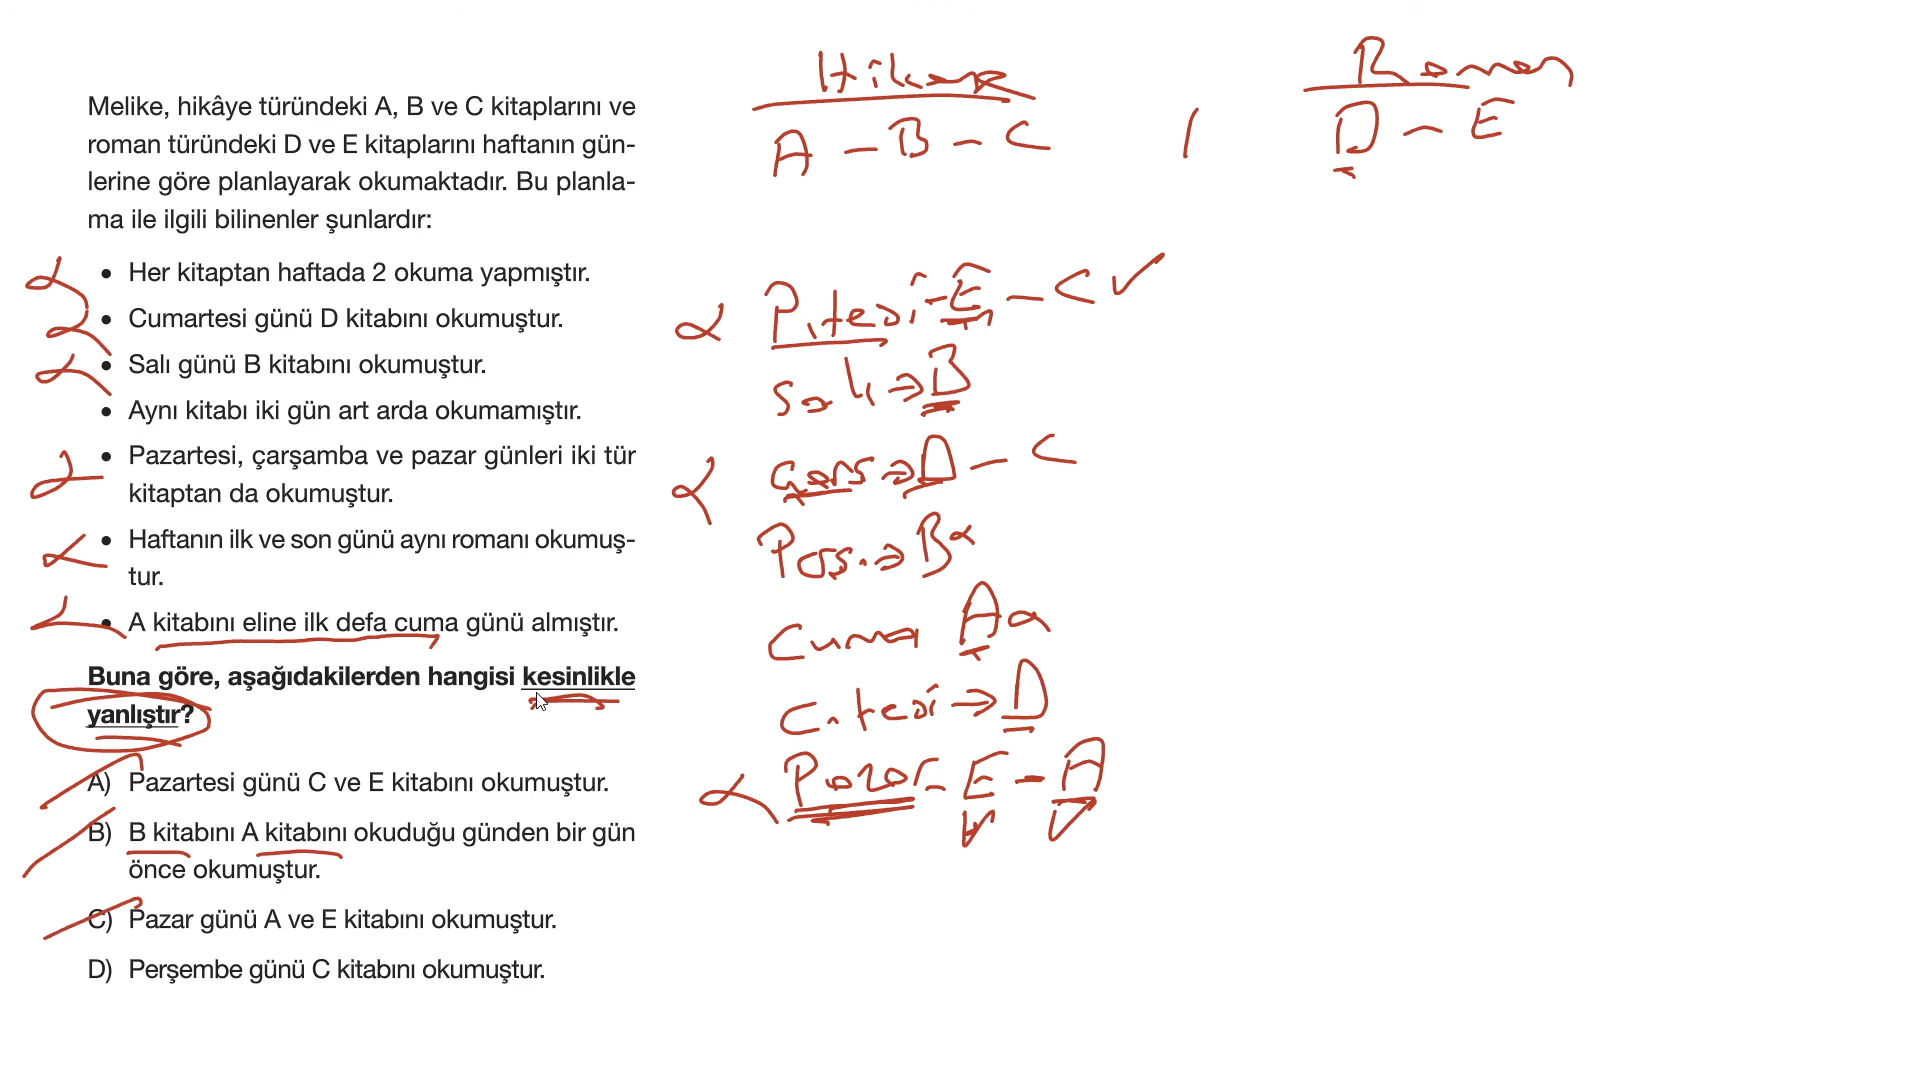 Melike, hikâye türündeki A, B ve C kitaplarını ve
roman türündeki D ve E kitaplarını haftanın gün-
lerine göre planlayarak okumaktadır. Bu planla-
ma ile ilgili bilinenler şunlardır:
• Her kitaptan haftada 2 okuma yapmıştır.
• Cumartesi günü D kitabını okumuştur.
• Salı günü B kitabını okumuştur.
• Aynı kitabı iki gün art arda okumamıştır.
• Pazartesi, çarşamba ve pazar günleri iki tür
kitaptan da okumuştur.
• Haftanın ilk ve son günü aynı romanı okumuş-
tur.
• A kitabını eline ilk defa cuma günü almıştır.
Buna göre, aşağıdakilerden hangisi kesinlikle
yanlıştır?
A) Pazartesi günü C ve E kitabını okumuştur.
B) B kitabını A kitabını okuduğu günden bir gün
önce okumuştur.
C) Pazar günü A ve E kitabını okumuştur.
D) Perşembe günü C kitabını okumuştur.
Hikaye
A - B - C
Roman
D - E
P.tesi - E - C ✓
Salı ⇒ B
Çarş ⇒ D - C
Perş. ⇒ B
Cuma A
C.tesi → D
Pazar - E - A